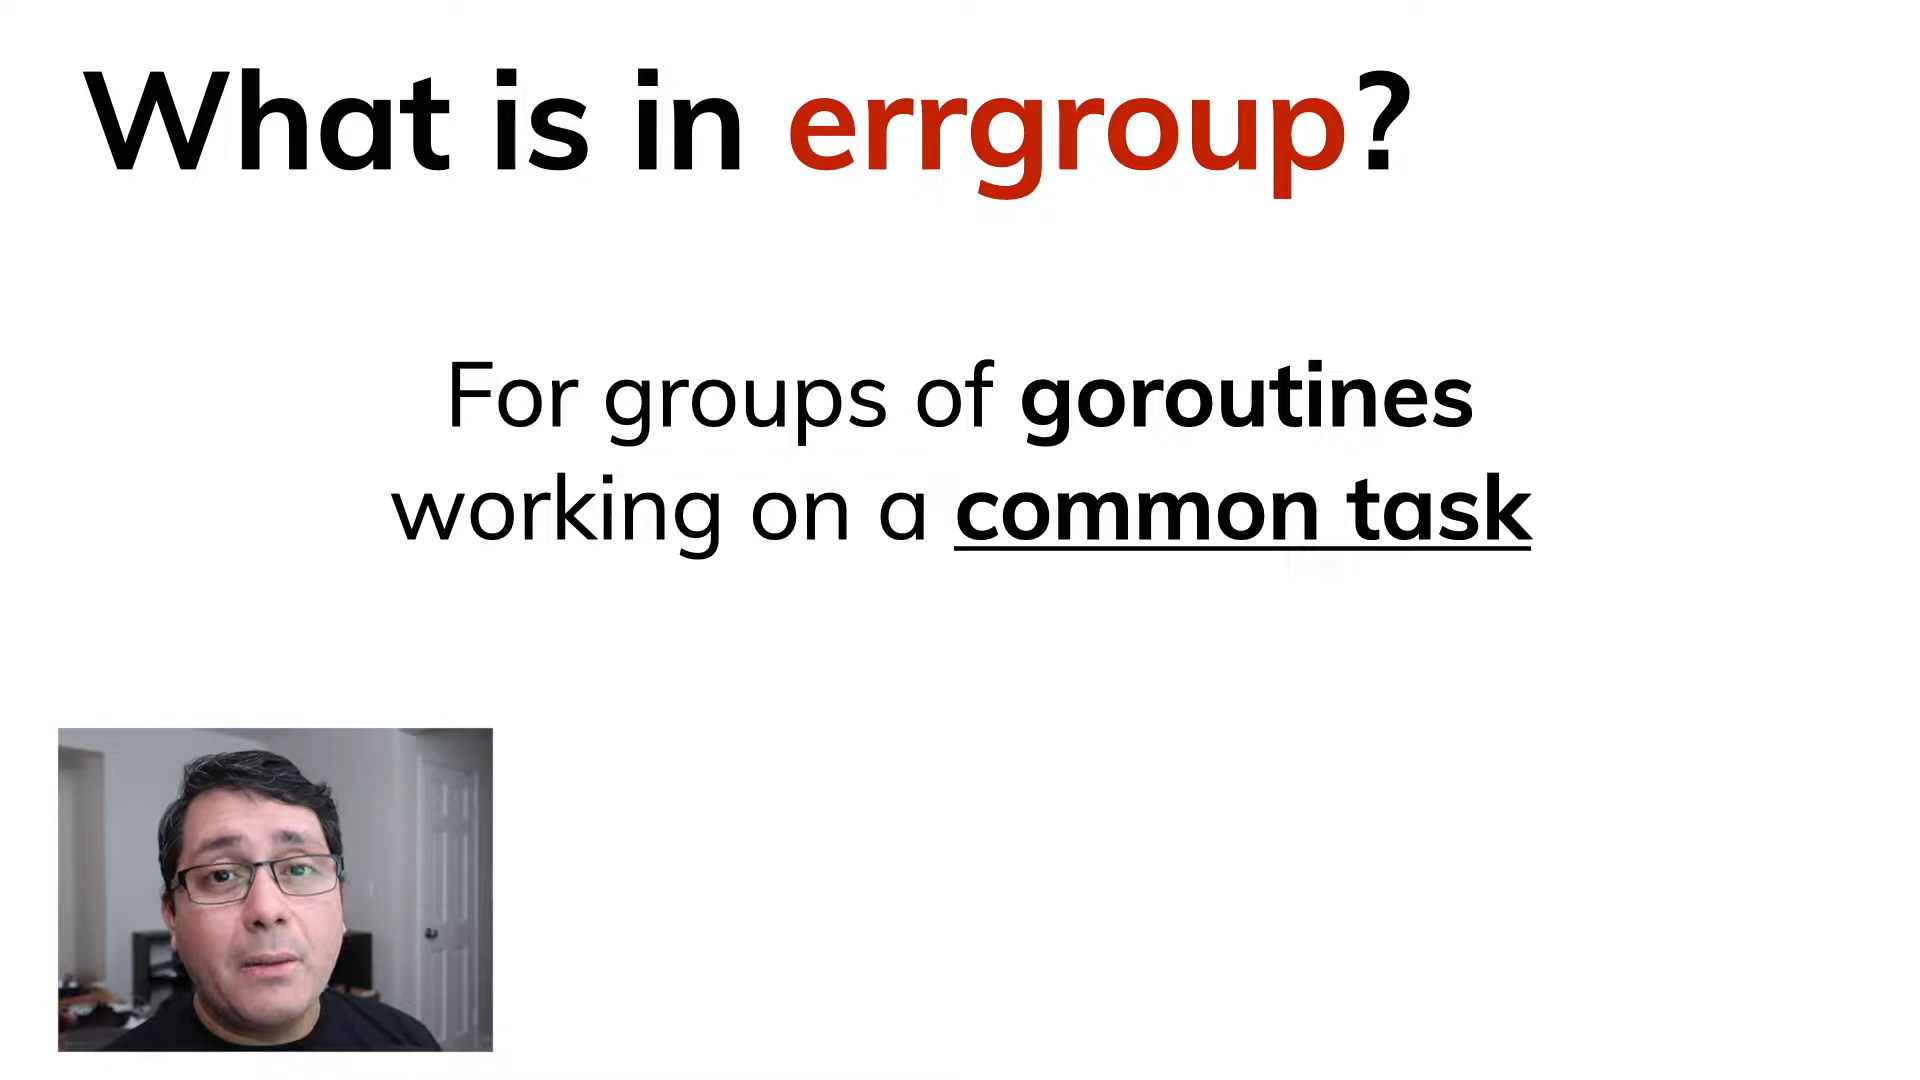 What is in errgroup?
For groups of goroutines
working on a common task